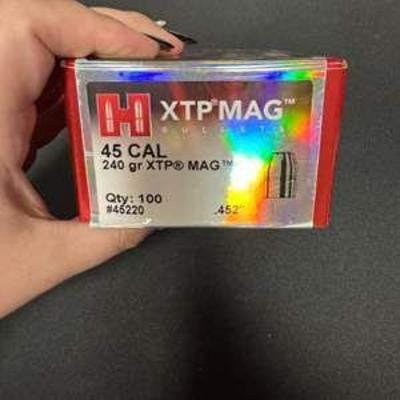 H XTP® MAG™
BULLETS
45 CAL
240 gr XTP® MAG™
Qty: 100
#45220 .452"